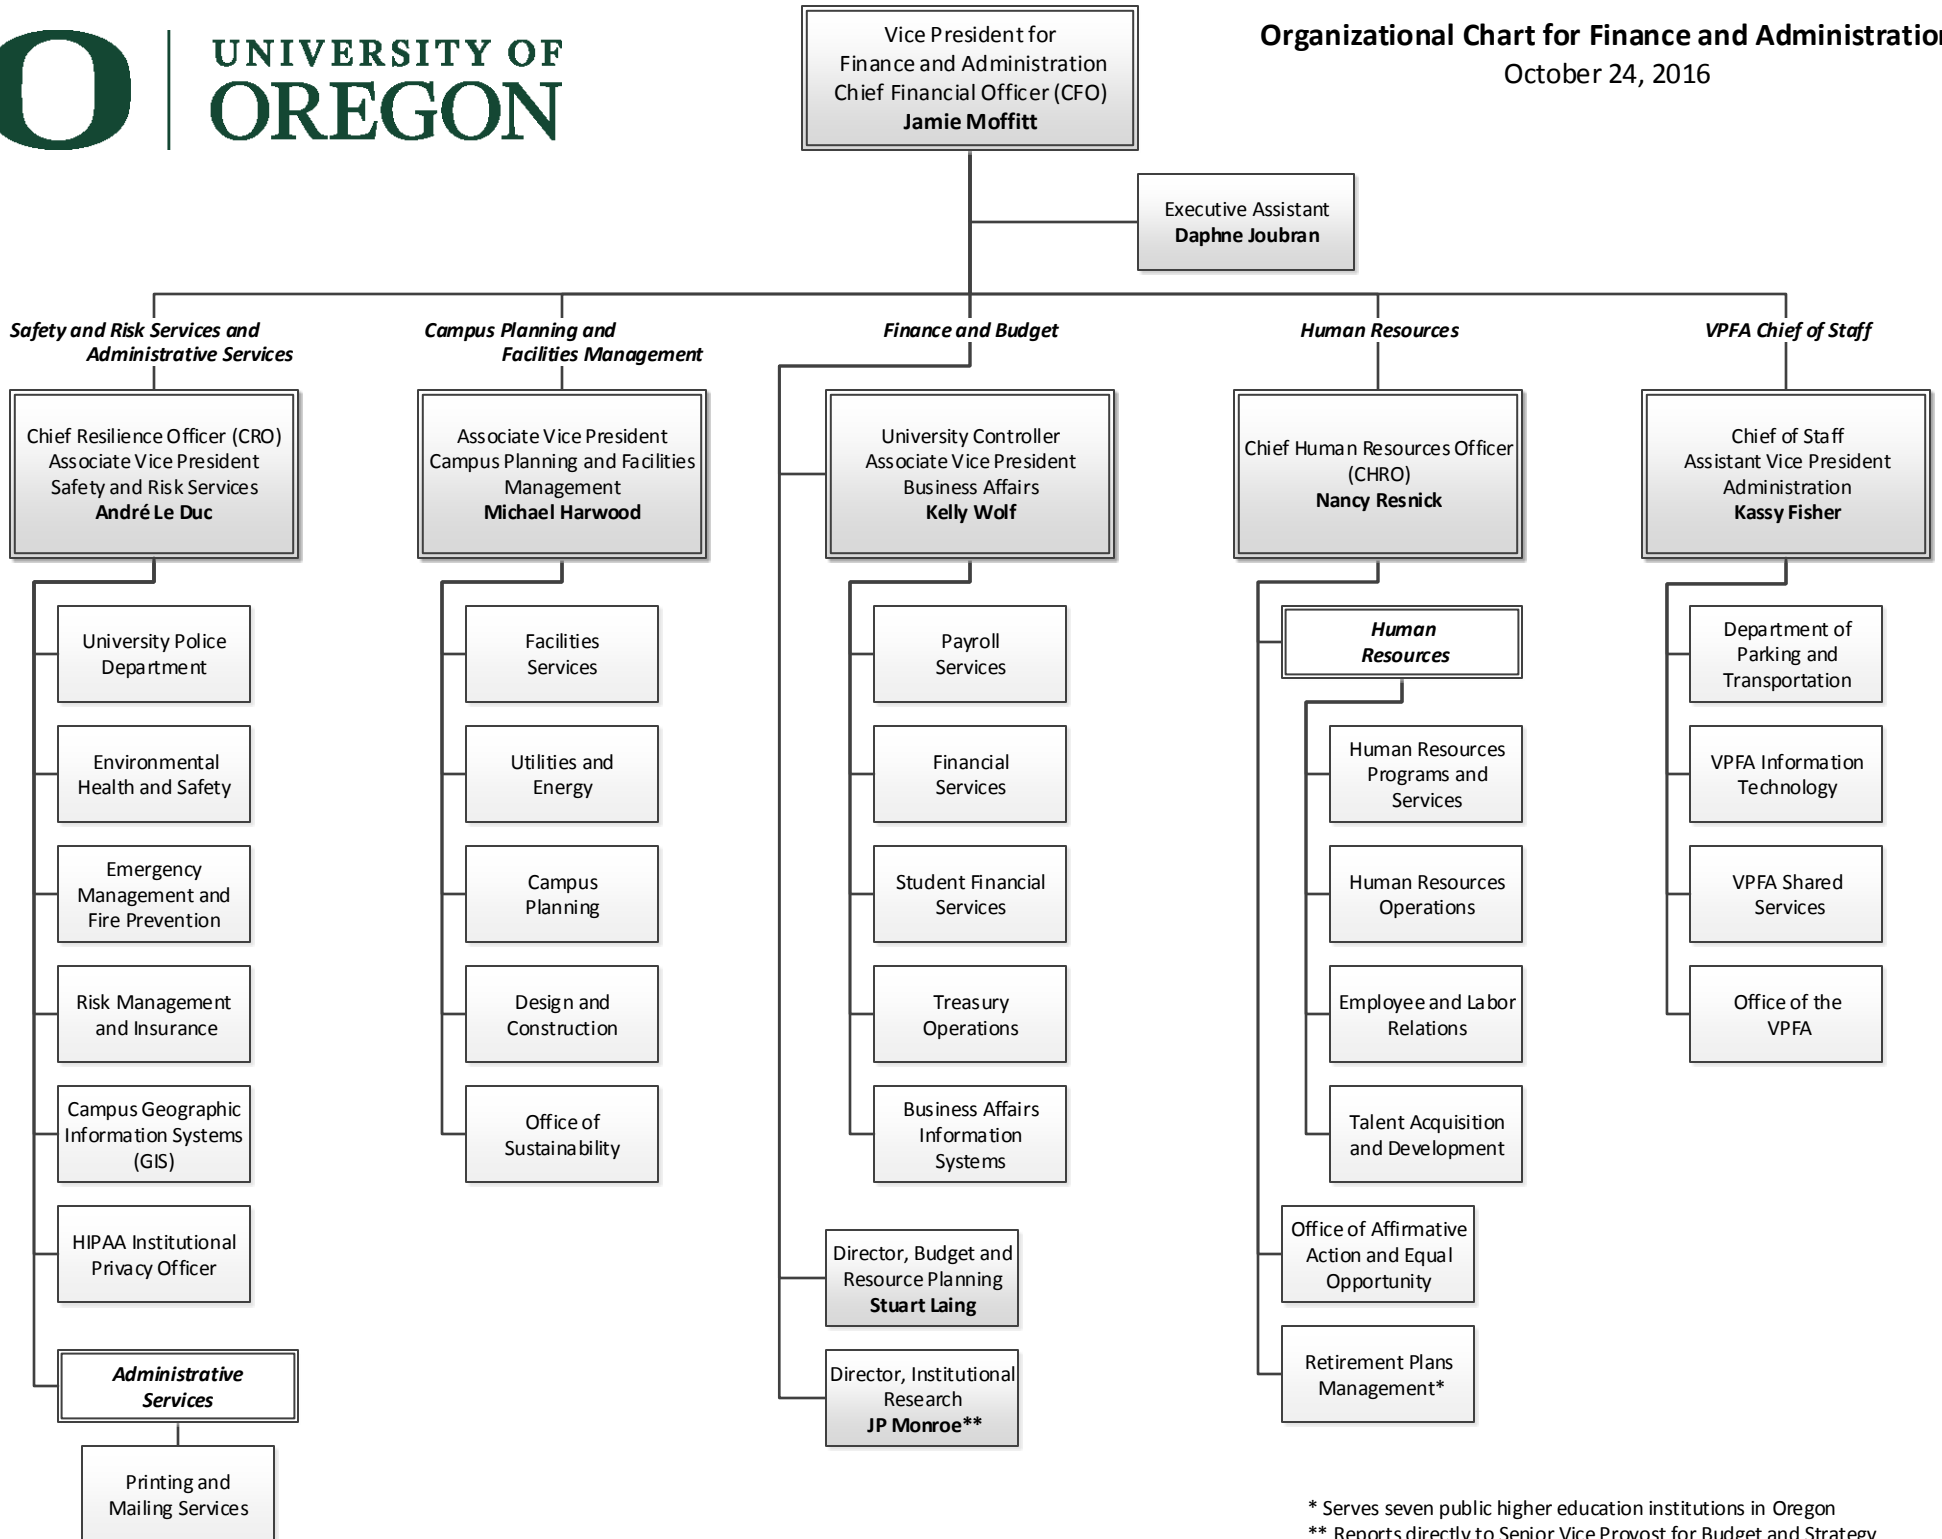 UNIVERSITY OF
OREGON
Vice President for
Finance and Administration
Chief Financial Officer (CFO)
Jamie Moffitt
Organizational Chart for Finance and Administration
October 24, 2016
Executive Assistant
Daphne Joubran
Safety and Risk Services and
Administrative Services
Chief Resilience Officer (CRO)
Associate Vice President
Safety and Risk Services
André Le Duc
University Police
Department
Environmental
Health and Safety
Emergency
Management and
Fire Prevention
Risk Management
and Insurance
Campus Geographic
Information Systems
(GIS)
HIPAA Institutional
Privacy Officer
Administrative
Services
Printing and
Mailing Services
Campus Planning and
Facilities Management
Associate Vice President
Campus Planning and Facilities
Management
Michael Harwood
Facilities
Services
Utilities and
Energy
Campus
Planning
Design and
Construction
Office of
Sustainability
Finance and Budget
University Controller
Associate Vice President
Business Affairs
Kelly Wolf
Payroll
Services
Financial
Services
Student Financial
Services
Treasury
Operations
Business Affairs
Information
Systems
Director, Budget and
Resource Planning
Stuart Laing
Director, Institutional
Research
JP Monroe**
Human Resources
Chief Human Resources Officer
(CHRO)
Nancy Resnick
Human
Resources
Human Resources
Programs and
Services
Human Resources
Operations
Employee and Labor
Relations
Talent Acquisition
and Development
Office of Affirmative
Action and Equal
Opportunity
Retirement Plans
Management*
VPFA Chief of Staff
Chief of Staff
Assistant Vice President
Administration
Kassy Fisher
Department of
Parking and
Transportation
VPFA Information
Technology
VPFA Shared
Services
Office of the
VPFA
* Serves seven public higher education institutions in Oregon
** Reports directly to Senior Vice Provost for Budget and Strategy